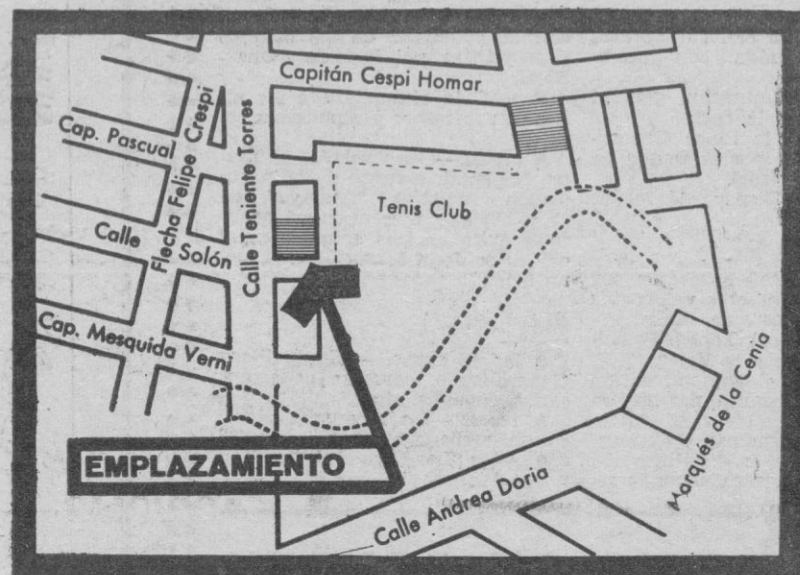 Capitán Cespi Homar
Cap. Pascual
Flecha Felipe Crespi
Calle Teniente Torres
Tenis Club
Calle Solón
Cap. Mesquida Verni
Marqués de la Cenia
EMPLAZAMIENTO
Calle Andrea Doria